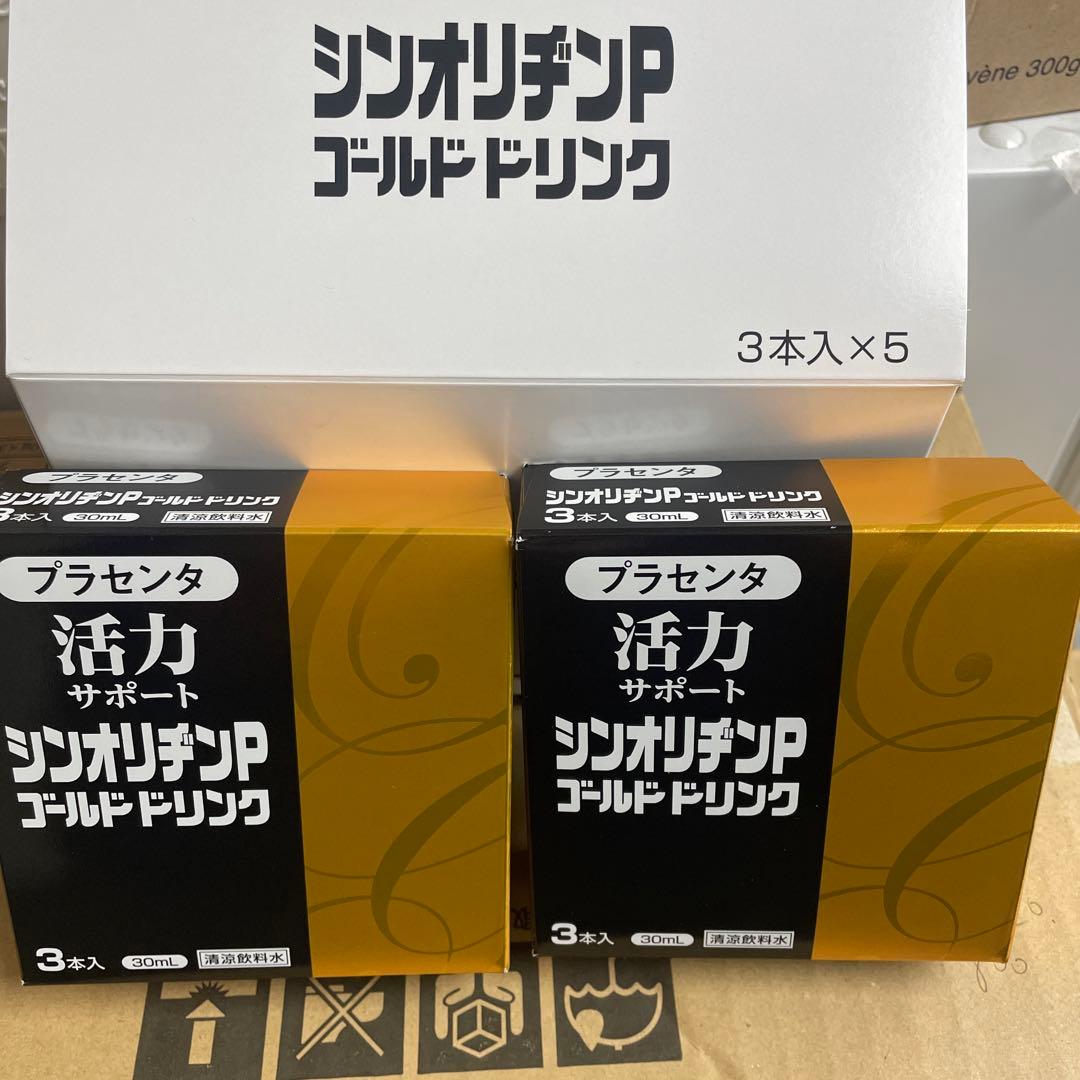 シンオリヂンP
ゴールドドリンク
3本入×5
vène 300g
プラセンタ
シンオリヂンPゴールドドリンク
3本入 30mL 清涼飲料水
プラセンタ
活力
サポート
シンオリヂンP
ゴールドドリンク
3本入 30mL 清涼飲料水
プラセンタ
シンオリヂンPゴールドドリンク
3本入 30mL 清涼飲料水
プラセンタ
活力
サポート
シンオリヂンP
ゴールドドリンク
3本入 30mL 清涼飲料水